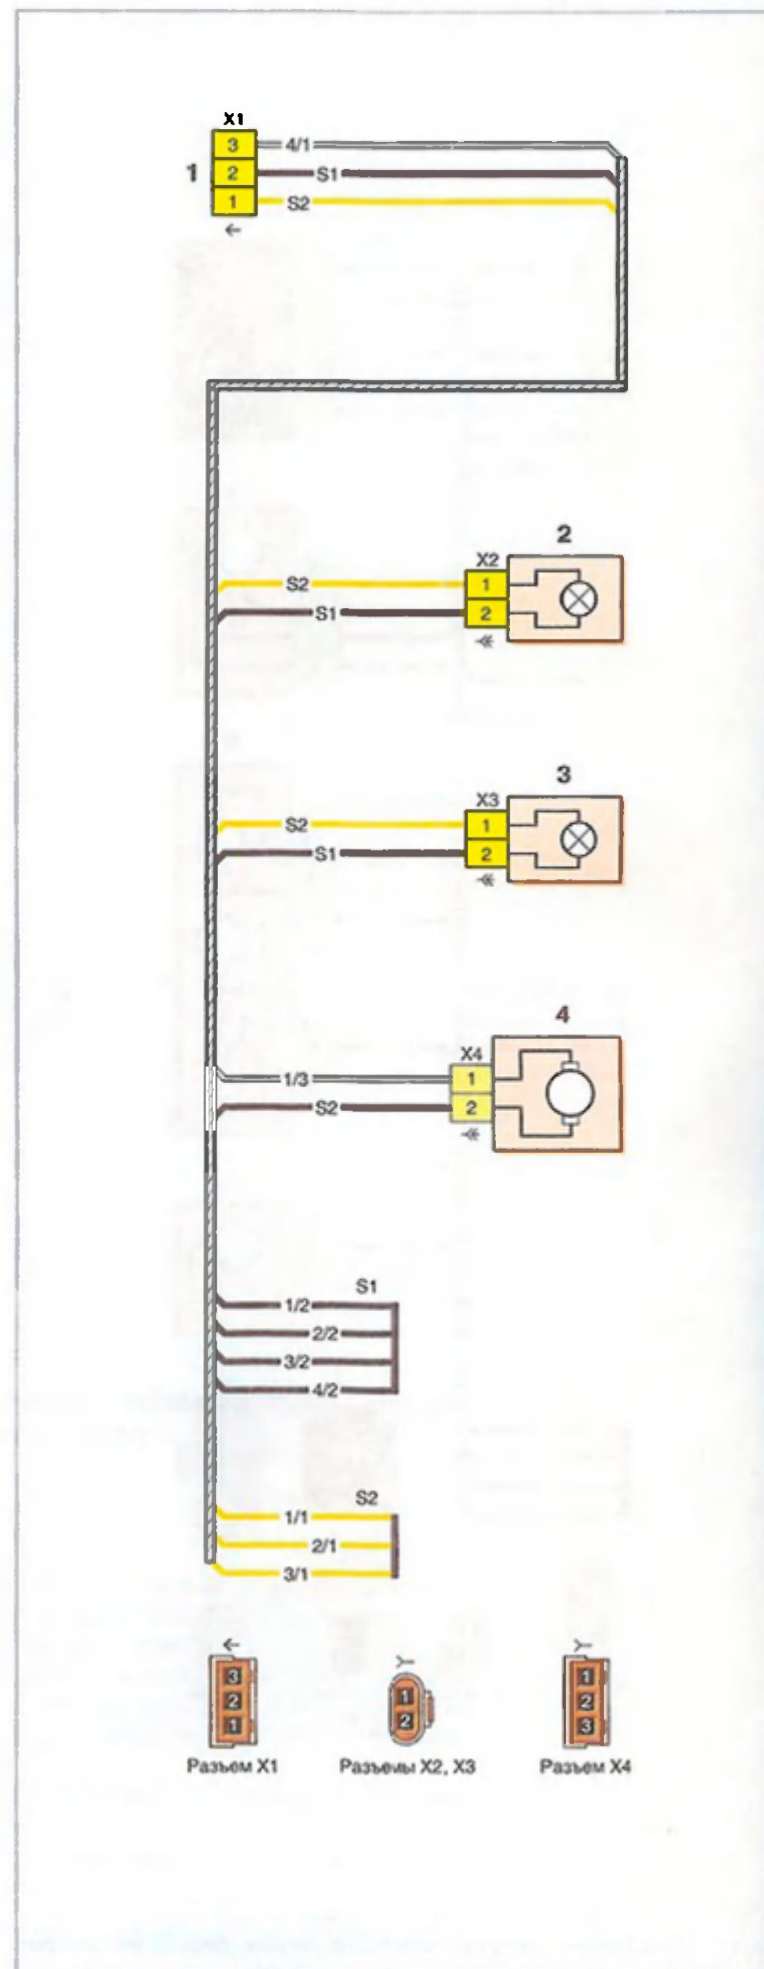 X1
3 4/1
1 2 S1
1 S2
2
X2
S2 1
S1 2
3
X3
S2 1
S1 2
4
X4
1/3 1
S2 2
S1
1/2
2/2
3/2
4/2
S2
1/1
2/1
3/1
3 1 1
2 2 2
1 3
Разъем X1 Разъемы X2, X3 Разъем X4